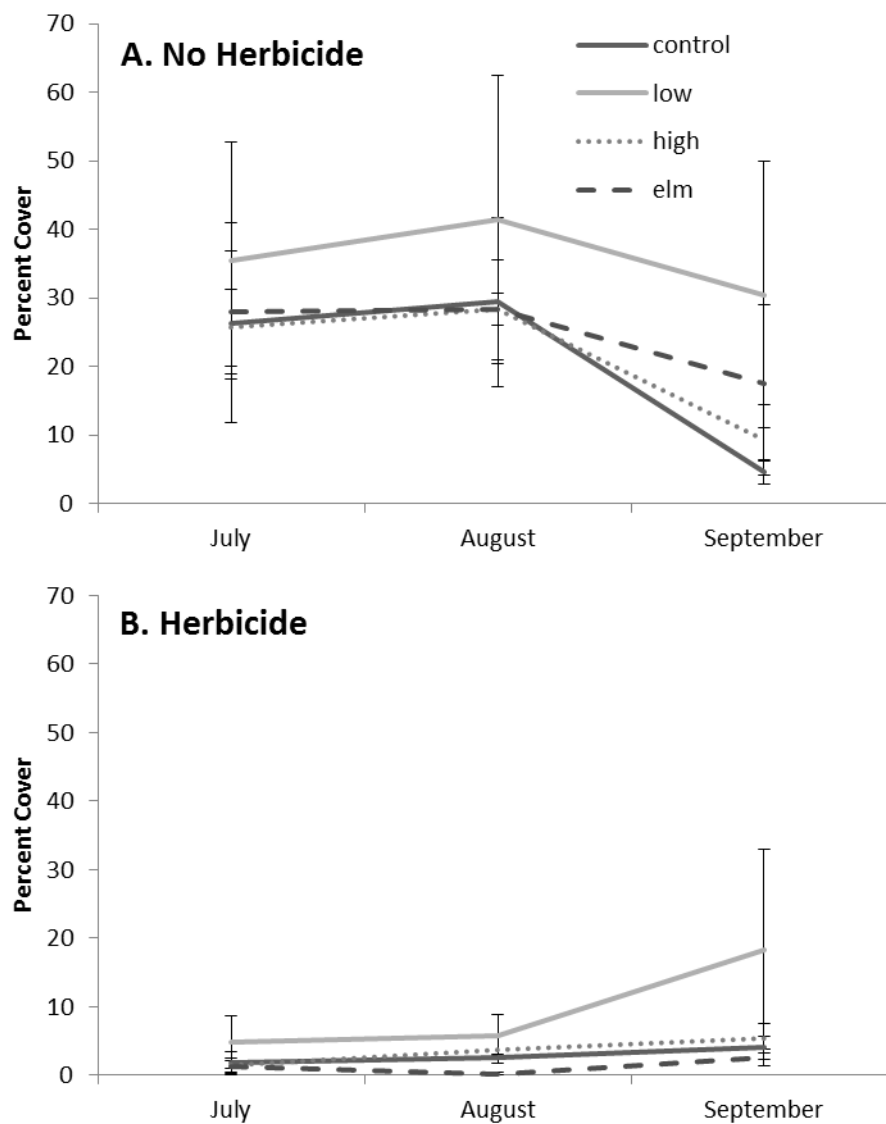 A. No Herbicide
control
low
high
elm
Percent Cover
70
60
50
40
30
20
10
0
July August September
B. Herbicide
Percent Cover
70
60
50
40
30
20
10
0
July August September